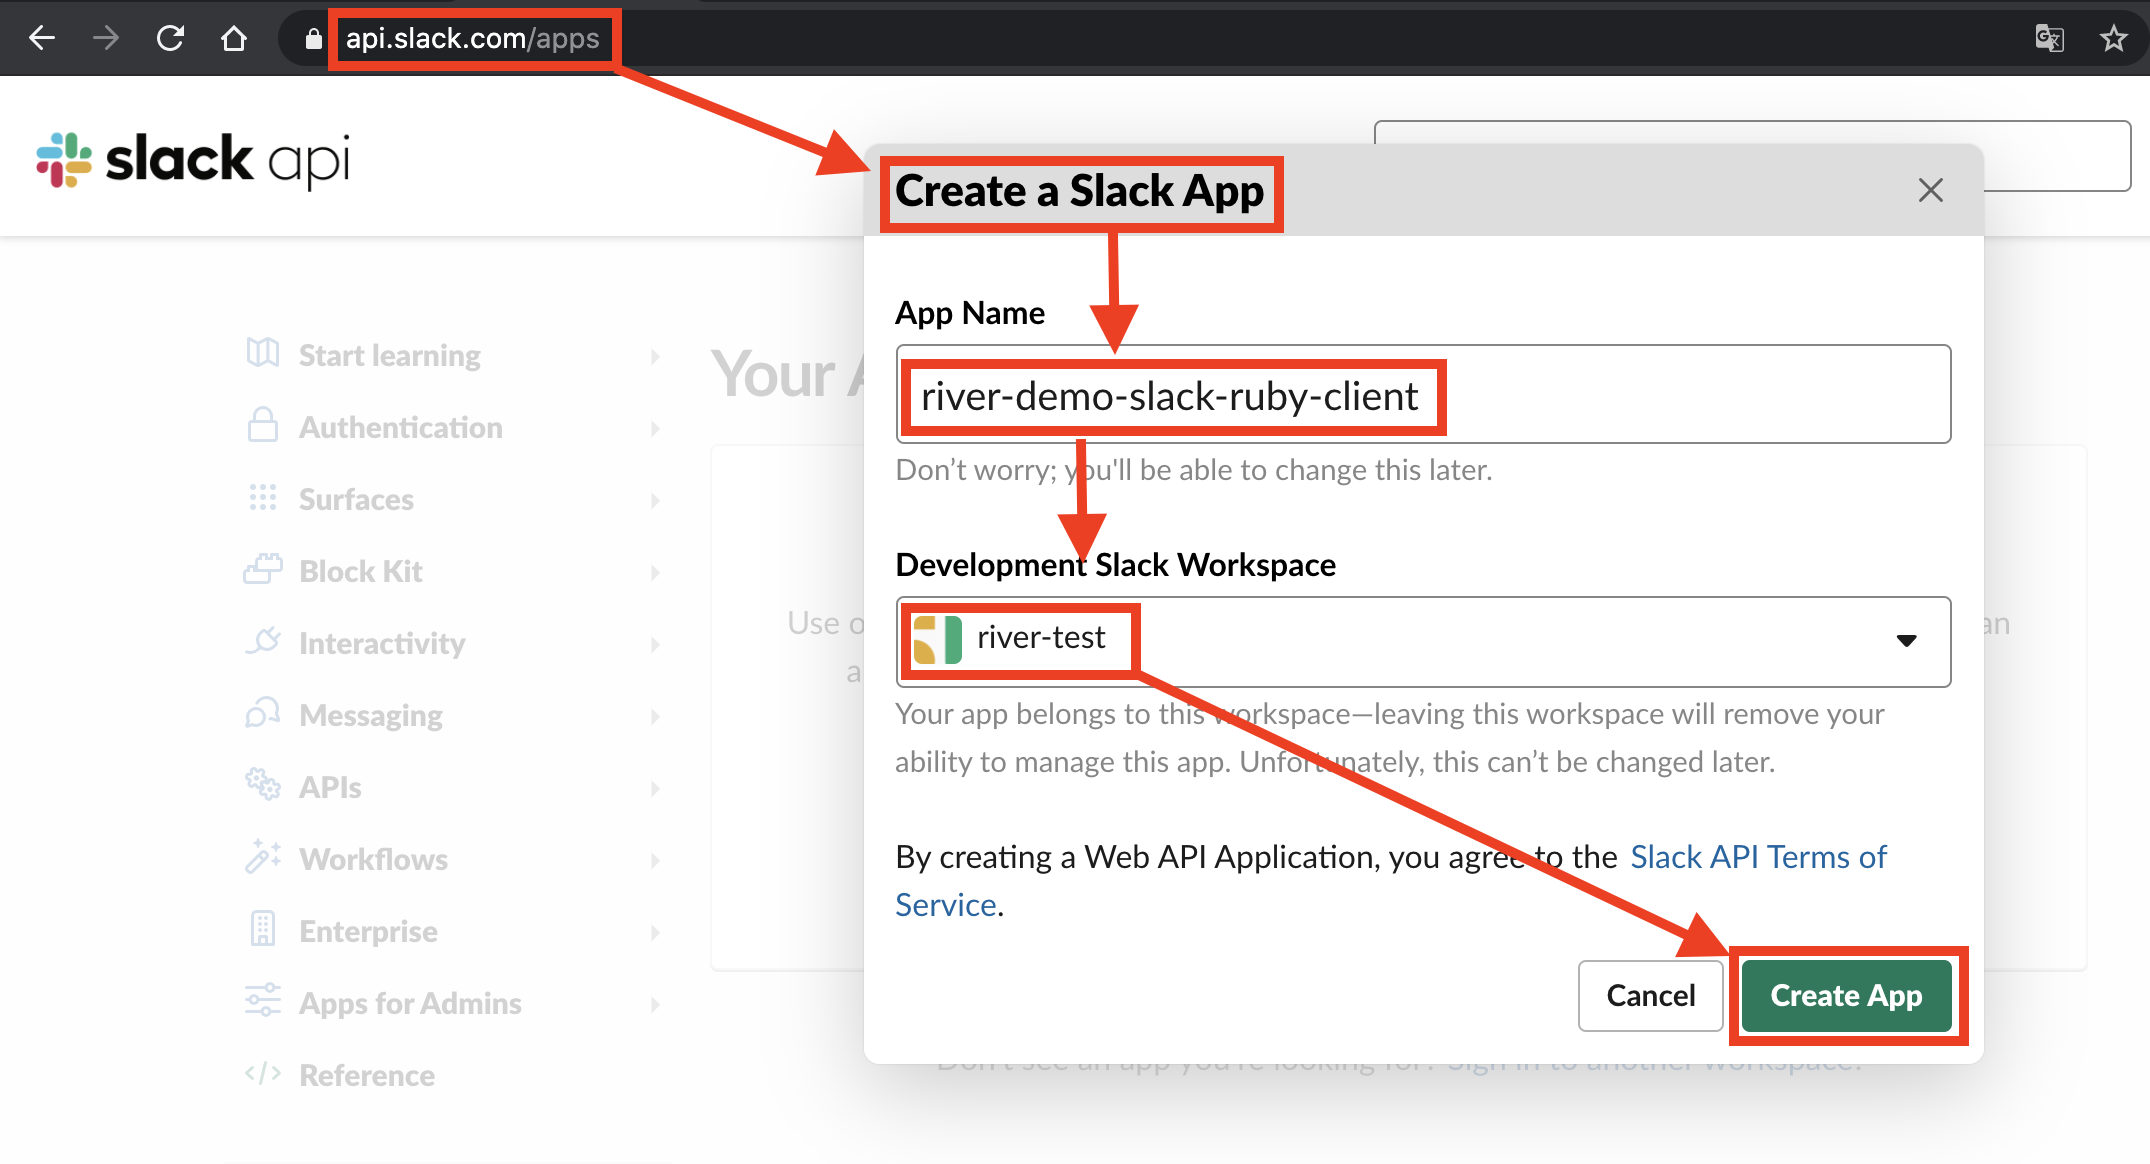 api.slack.com/apps
slack api
Create a Slack App
App Name
river-demo-slack-ruby-client
Don’t worry; you'll be able to change this later.
Development Slack Workspace
river-test
Your app belongs to this workspace—leaving this workspace will remove your
ability to manage this app. Unfortunately, this can’t be changed later.
By creating a Web API Application, you agree to the Slack API Terms of
Service.
Cancel
Create App
Start learning
Authentication
Surfaces
Block Kit
Interactivity
Messaging
APIs
Workflows
Enterprise
Apps for Admins
Reference
Your
Use
a
an
Don't see an app you're looking for? Sign in to another workspace.